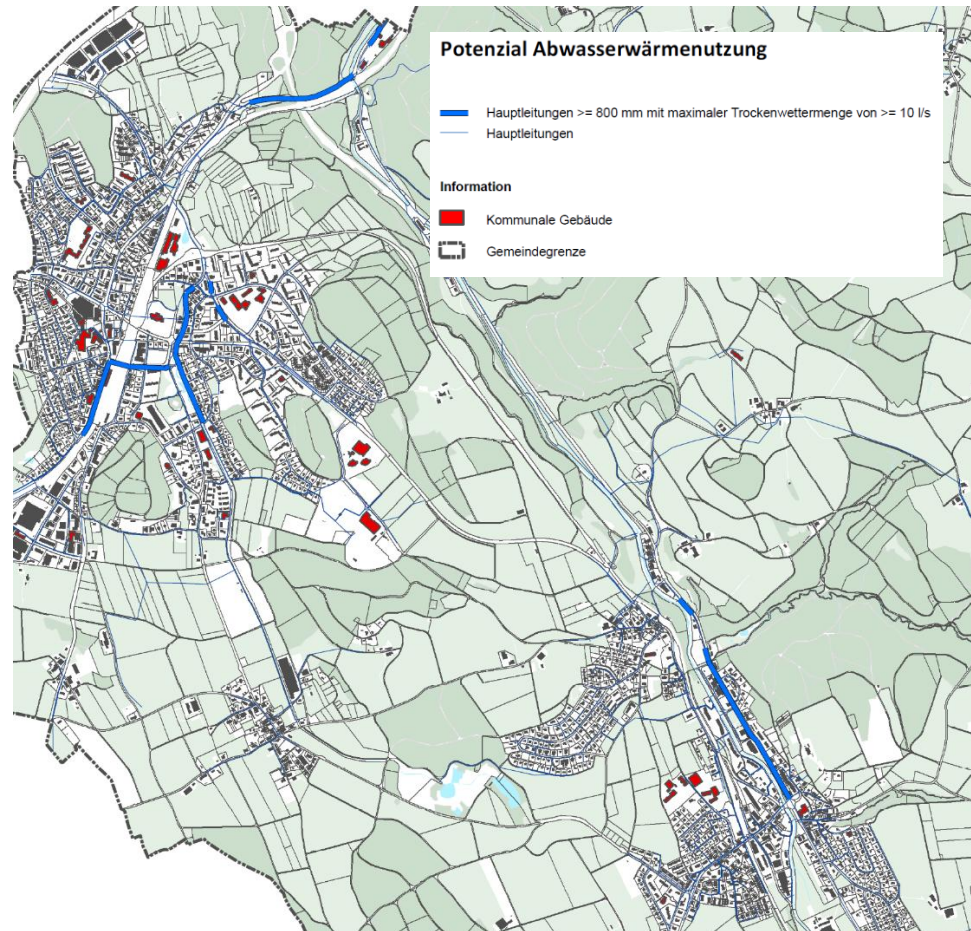 Potenzial Abwasserwärmenutzung
Hauptleitungen >= 800 mm mit maximaler Trockenwettermenge von >= 10 l/s
Hauptleitungen
Information
Kommunale Gebäude
Gemeindegrenze